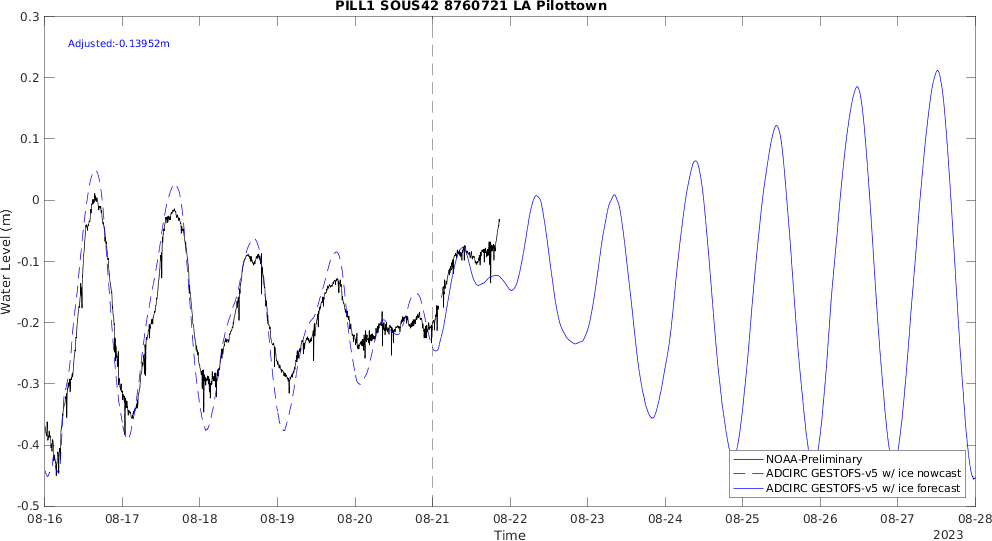 PILL1 SOUS42 8760721 LA Pilottown
Adjusted:-0.13952m
0.3
0.2
0.1
0
-0.1
-0.2
-0.3
-0.4
-0.5
Water Level (m)
NOAA-Preliminary
ADCIRC GESTOFS-v5 w/ ice nowcast
ADCIRC GESTOFS-v5 w/ ice forecast
08-16 08-17 08-18 08-19 08-20 08-21 08-22 08-23 08-24 08-25 08-26 08-27 08-28
Time
2023